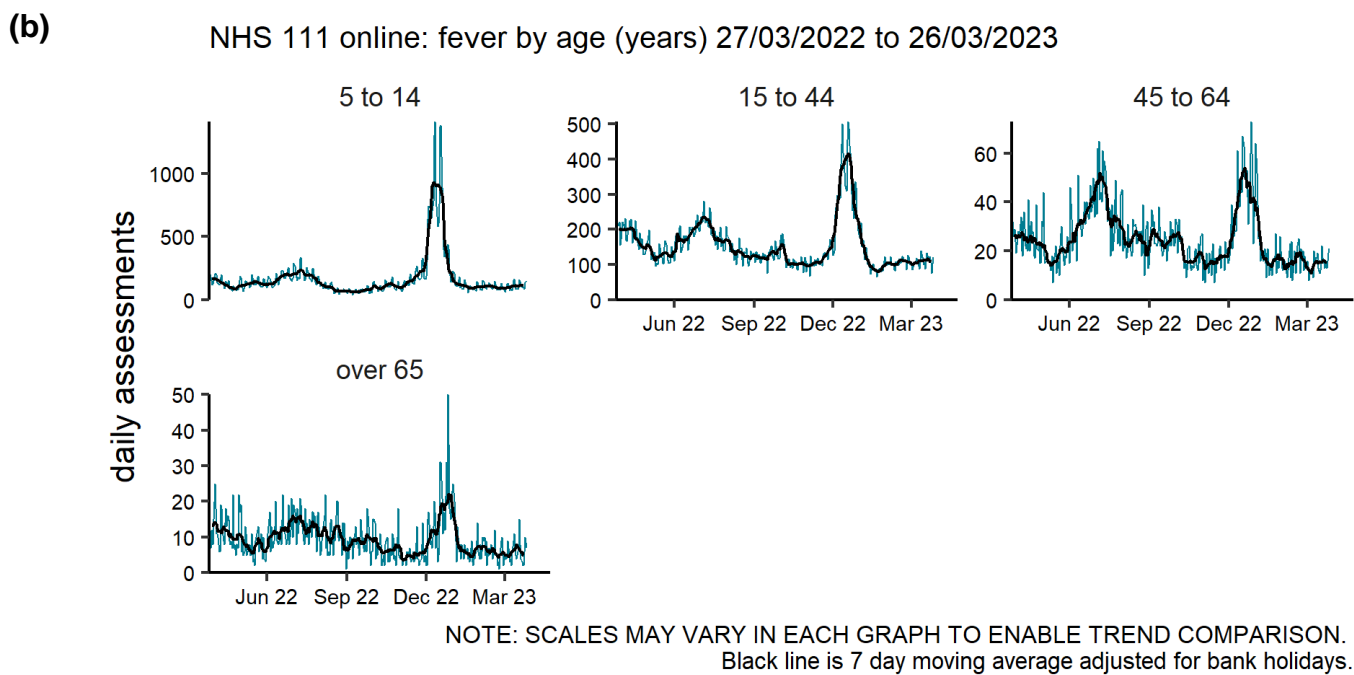 (b)
NHS 111 online: fever by age (years) 27/03/2022 to 26/03/2023
daily assessments
5 to 14
1000
500
0
15 to 44
500
400
300
200
100
0
Jun 22 Sep 22 Dec 22 Mar 23
45 to 64
60
40
20
0
Jun 22 Sep 22 Dec 22 Mar 23
over 65
50
40
30
20
10
0
Jun 22 Sep 22 Dec 22 Mar 23
NOTE: SCALES MAY VARY IN EACH GRAPH TO ENABLE TREND COMPARISON.
Black line is 7 day moving average adjusted for bank holidays.